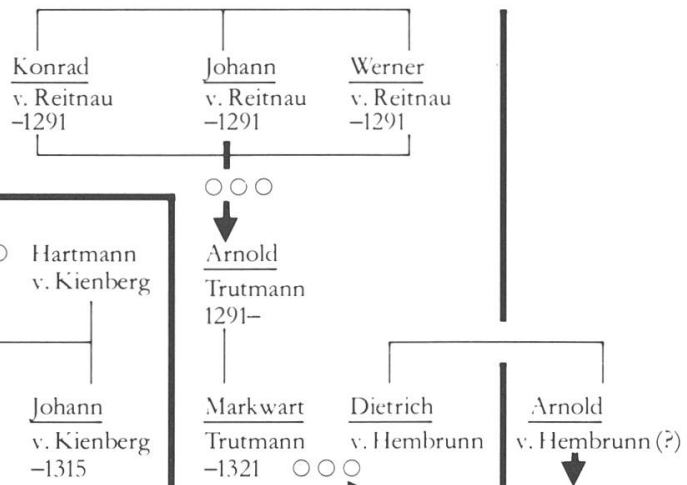 Konrad
v. Reitnau
–1291
Johann
v. Reitnau
–1291
Werner
v. Reitnau
–1291
Hartmann
v. Kienberg
Arnold
Trutmann
1291–
Johann
v. Kienberg
–1315
Markwart
Trutmann
–1321
Dietrich
v. Hembrunn
Arnold
v. Hembrunn (?)